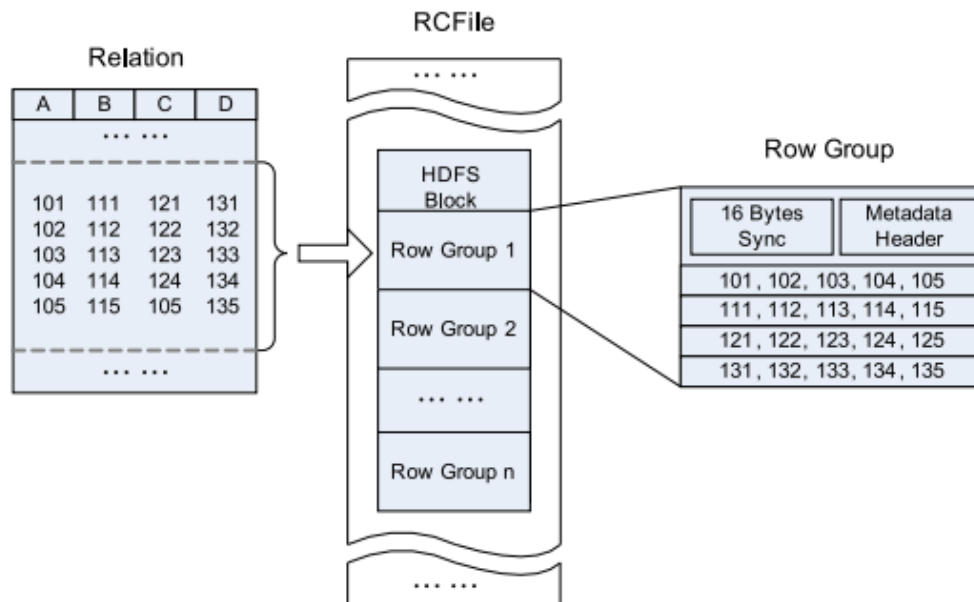 RCFile
Relation
A B C D
... ...
101 111 121 131
102 112 122 132
103 113 123 133
104 114 124 134
105 115 105 135
... ...
... ...
HDFS
Block
Row Group 1
Row Group 2
... ...
Row Group n
... ...
Row Group
16 Bytes
Sync
Metadata
Header
101, 102, 103, 104, 105
111, 112, 113, 114, 115
121, 122, 123, 124, 125
131, 132, 133, 134, 135